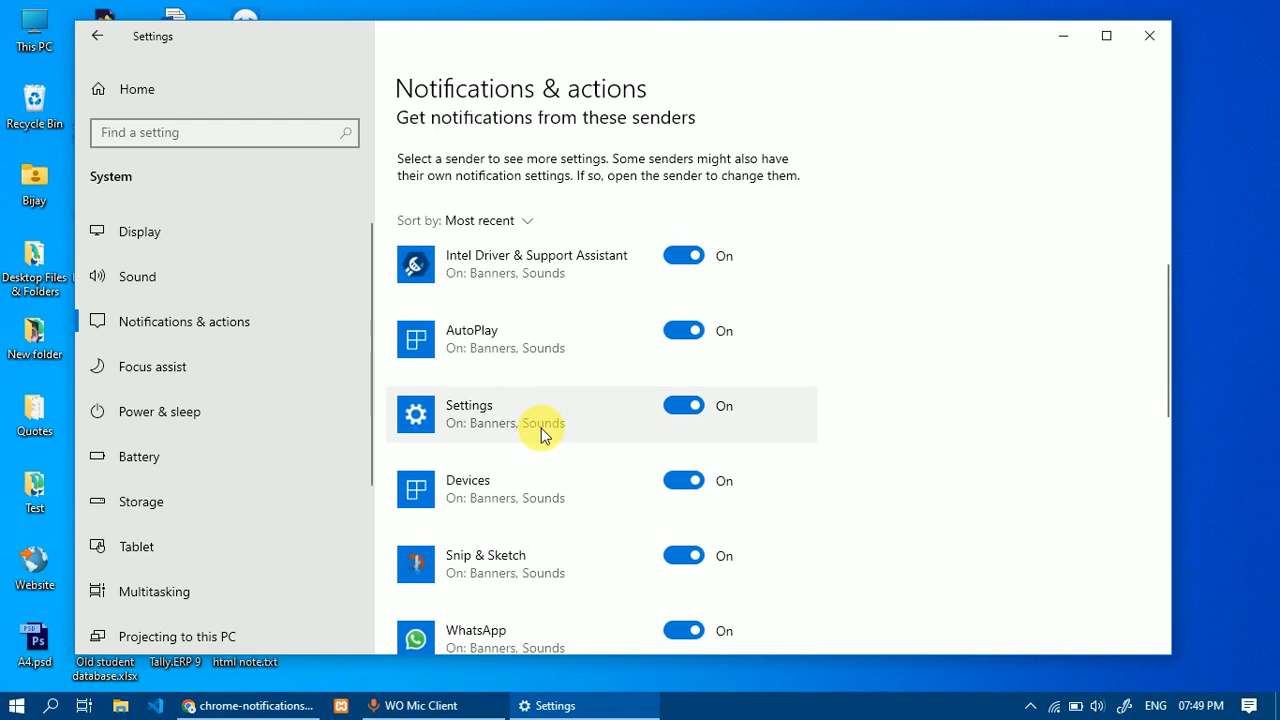 This PC
Recycle Bin
Bijay
Desktop Files
& Folders
New folder
Quotes
Test
Website
A4.psd
Old student
database.xlsx
Tally.ERP 9
html note.txt
Settings
Home
Find a setting
System
Display
Sound
Notifications & actions
Focus assist
Power & sleep
Battery
Storage
Tablet
Multitasking
Projecting to this PC
Notifications & actions
Get notifications from these senders
Select a sender to see more settings. Some senders might also have
their own notification settings. If so, open the sender to change them.
Sort by: Most recent
Intel Driver & Support Assistant
On: Banners, Sounds
On
AutoPlay
On: Banners, Sounds
On
Settings
On: Banners, Sounds
On
Devices
On: Banners, Sounds
On
Snip & Sketch
On: Banners, Sounds
On
WhatsApp
On: Banners, Sounds
On
chrome-notifications...
WO Mic Client
Settings
ENG
07:49 PM